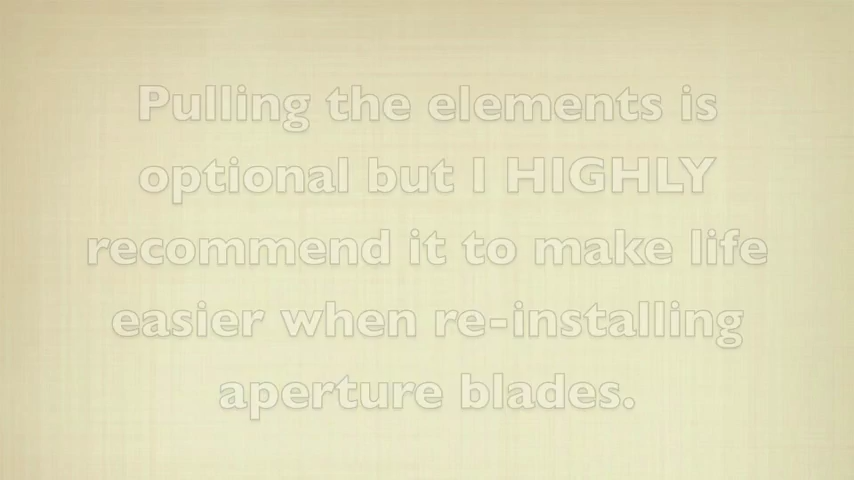 Pulling the elements is
optional but I HIGHLY
recommend it to make life
easier when re-installing
aperture blades.